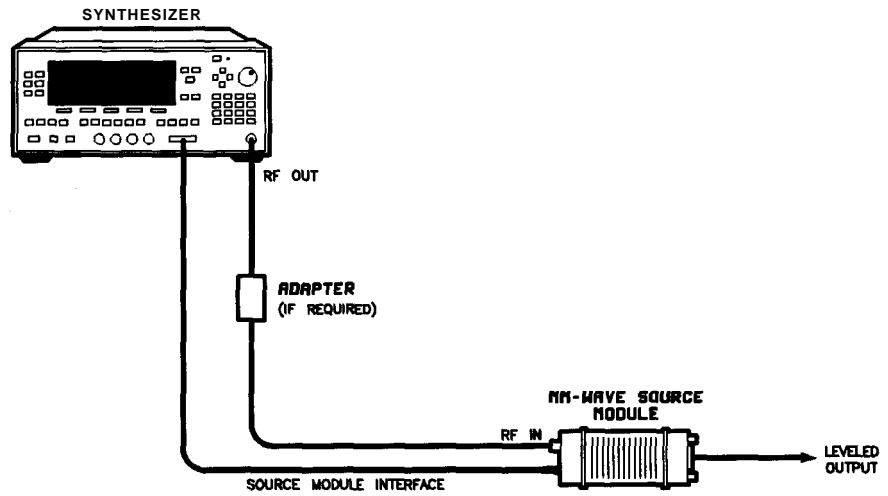 SYNTHESIZER
RF OUT
ADAPTER
(IF REQUIRED)
MM-WAVE SOURCE
MODULE
RF IN
LEVELED
OUTPUT
SOURCE MODULE INTERFACE